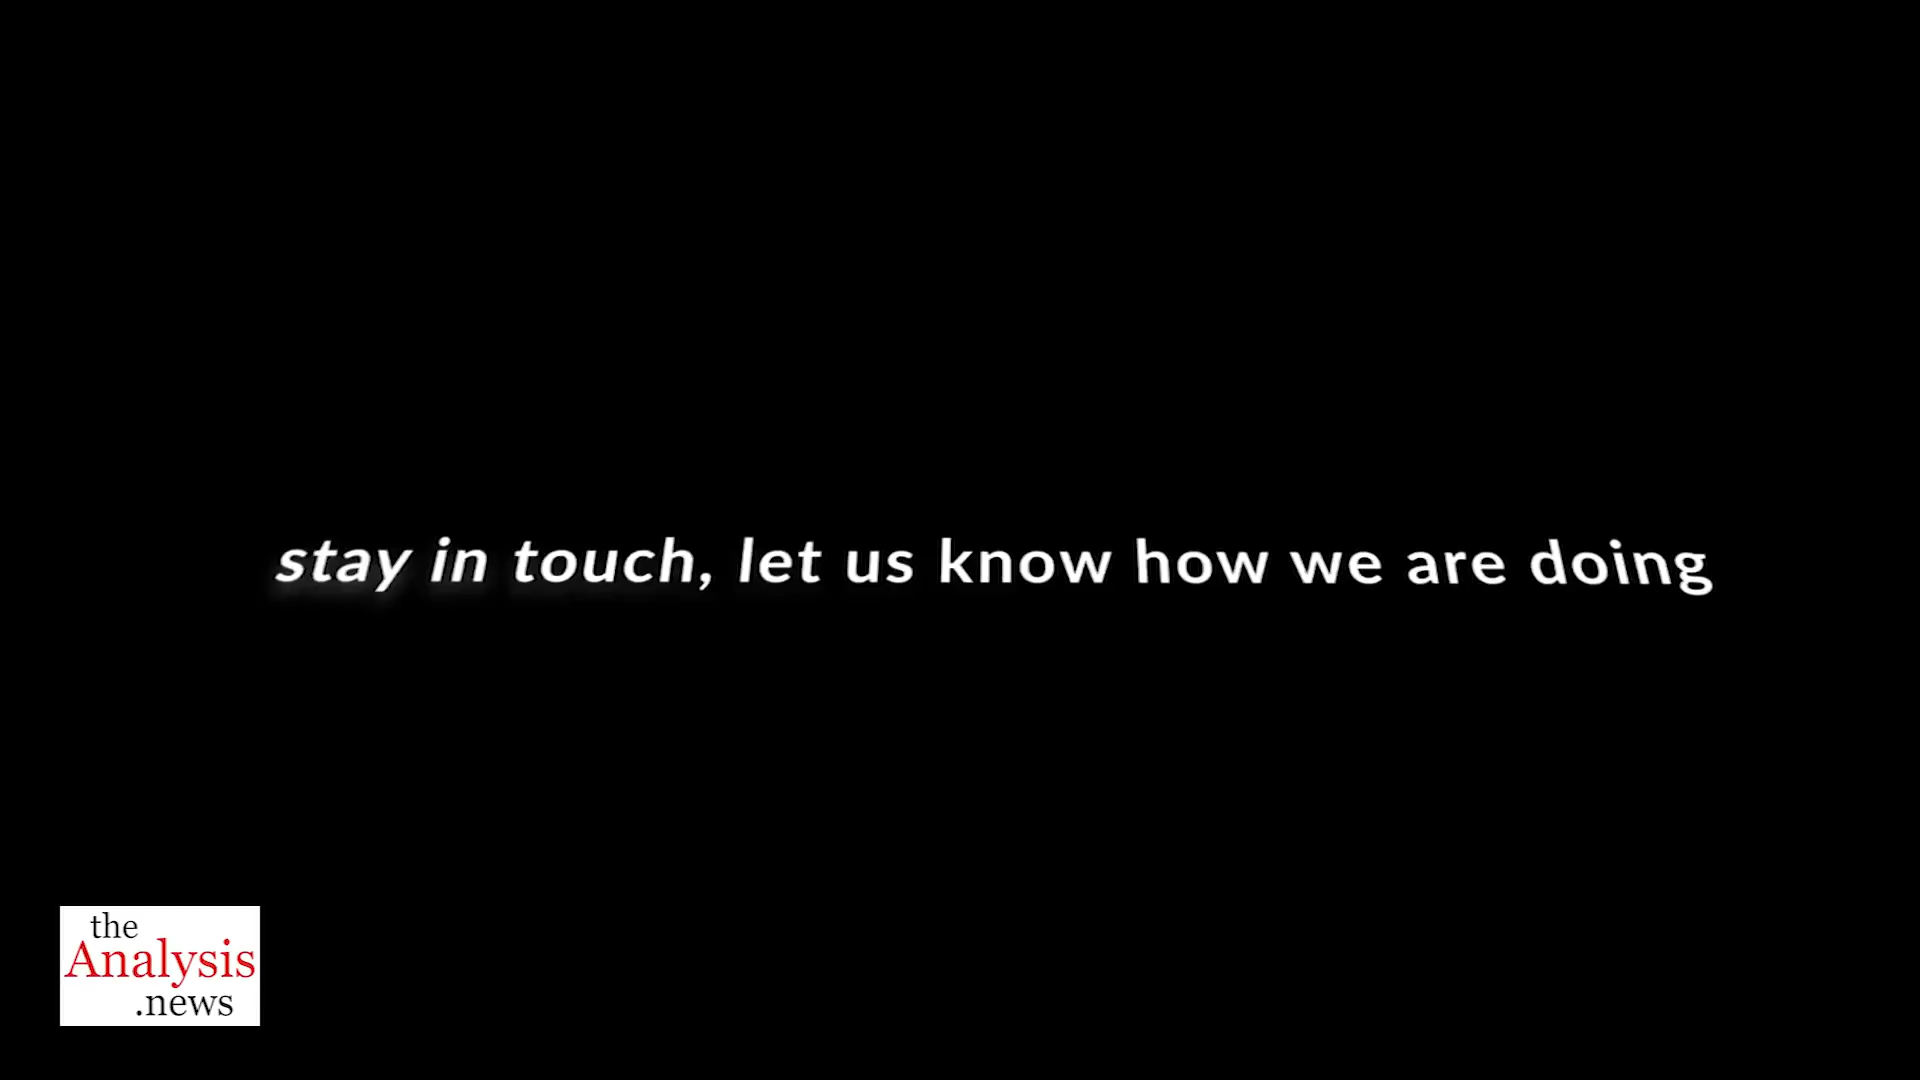 stay in touch, let us know how we are doing
the
Analysis
.news